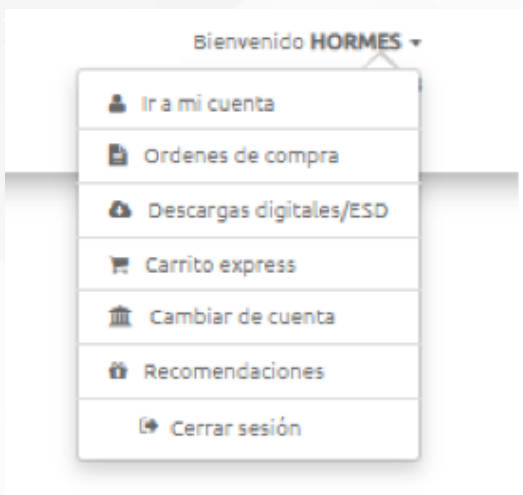 Bienvenido HORMES
Ir a mi cuenta
Ordenes de compra
Descargas digitales/ESD
Carrito express
Cambiar de cuenta
Recomendaciones
Cerrar sesión